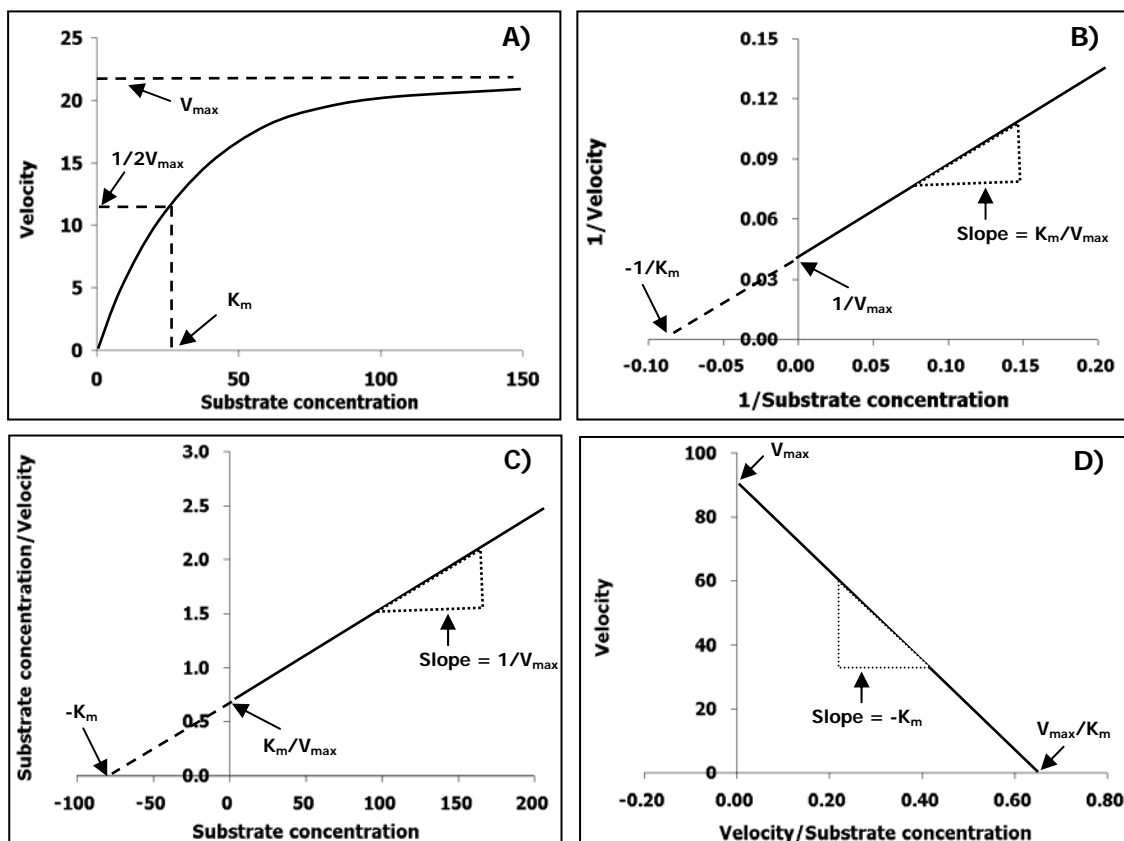 A)
25
20
15
10
5
0
Velocity
Vmax
1/2Vmax
Km
0 50 100 150
Substrate concentration
B)
0.15
0.12
0.09
0.06
0.03
0.00
1/Velocity
Slope = Km/Vmax
-1/Km
1/Vmax
-0.10 -0.05 0.00 0.05 0.10 0.15 0.20
1/Substrate concentration
C)
3.0
2.5
2.0
1.5
1.0
0.5
0.0
Substrate concentration/Velocity
Slope = 1/Vmax
-Km
Km/Vmax
-100 -50 0 50 100 150 200
Substrate concentration
D)
100
80
60
40
20
0
Velocity
Vmax
Slope = -Km
Vmax/Km
-0.20 0.00 0.20 0.40 0.60 0.80
Velocity/Substrate concentration